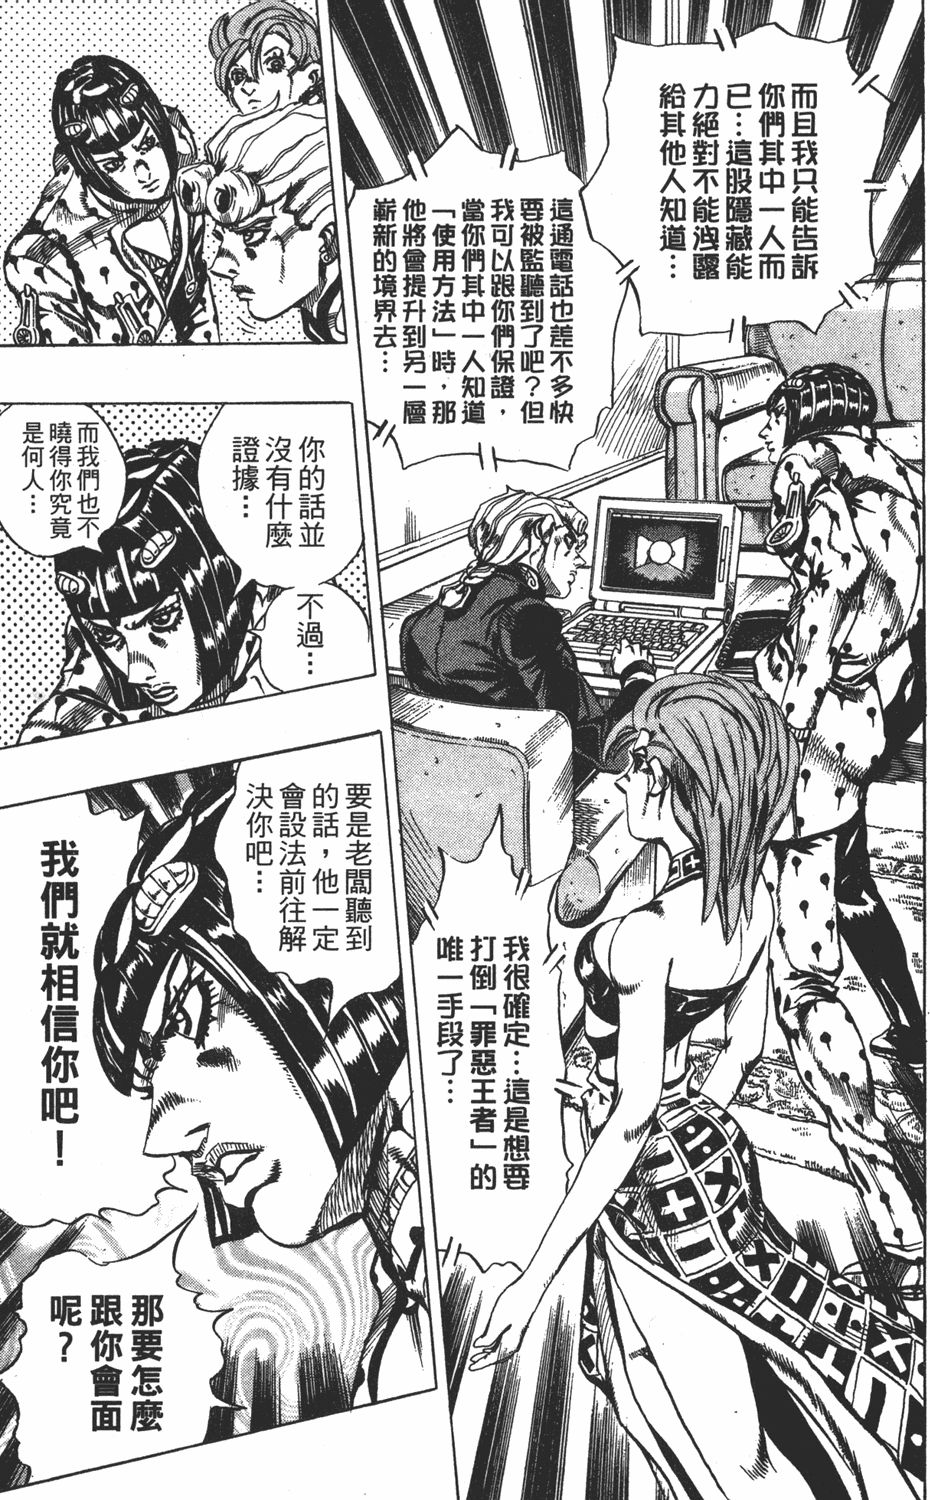 而且我只能告訴
你們其中一人而
已…這股隱藏能
力絕對不能洩露
給其他人知道…
這通電話也差不多快
要被監聽到了吧?但
我可以跟你們保證，
當你們其中一人知道
「使用方法」時，那
他將會提升到另一層
嶄新的境界去…
我很確定…這是想要
打倒「罪惡王者」的
唯一手段了…
你的話並
沒有什麼
證據…
而我們也不
曉得你究竟
是何人…
不過…
要是老闆聽到
的話，他一定
會設法前往解
決你吧…
我們就相信你吧！
那要怎麼
跟你會面
呢?